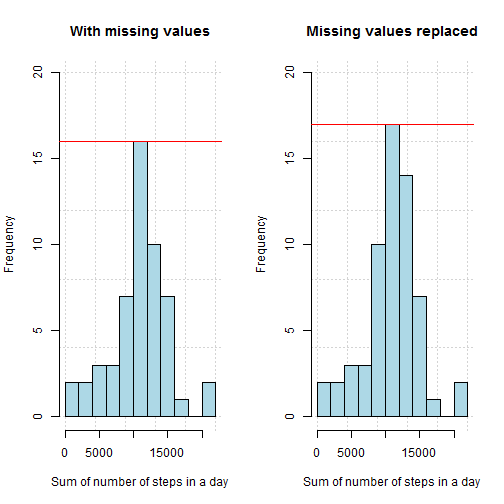 With missing values
20
15
10
5
0
Frequency
0 5000 15000
Sum of number of steps in a day
Missing values replaced
20
15
10
5
0
Frequency
0 5000 15000
Sum of number of steps in a day